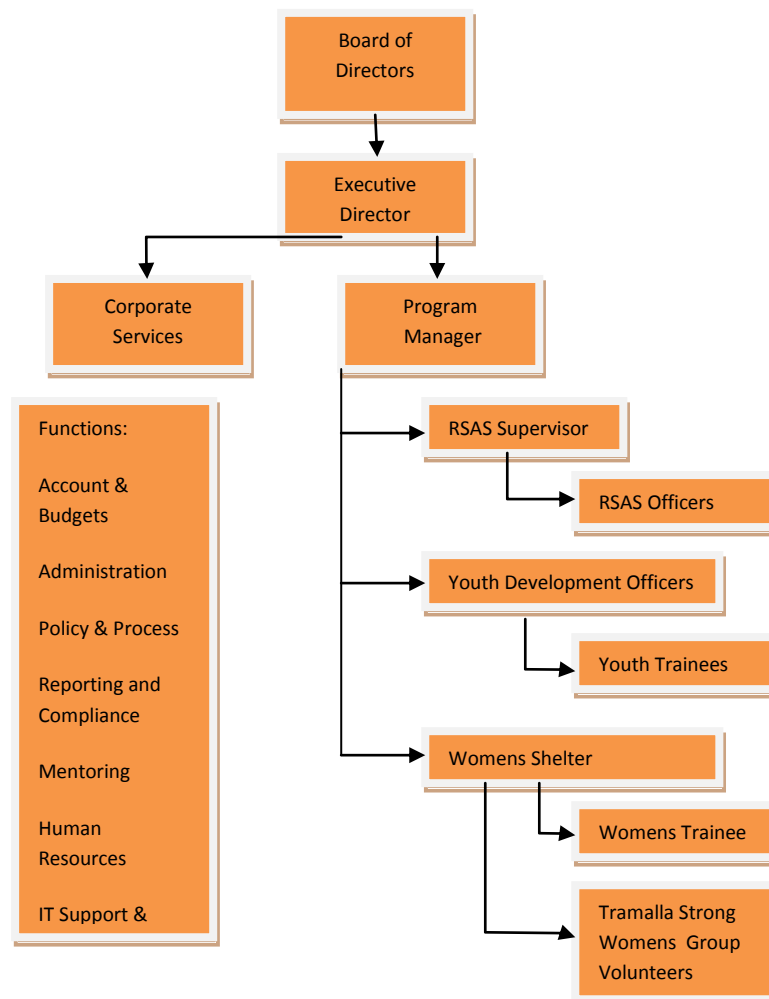 Board of
Directors
Executive
Director
Corporate
Services
Program
Manager
Functions:
Account &
Budgets
Administration
Policy & Process
Reporting and
Compliance
Mentoring
Human
Resources
IT Support &
RSAS Supervisor
RSAS Officers
Youth Development Officers
Youth Trainees
Womens Shelter
Womens Trainee
Tramalla Strong
Womens  Group
Volunteers